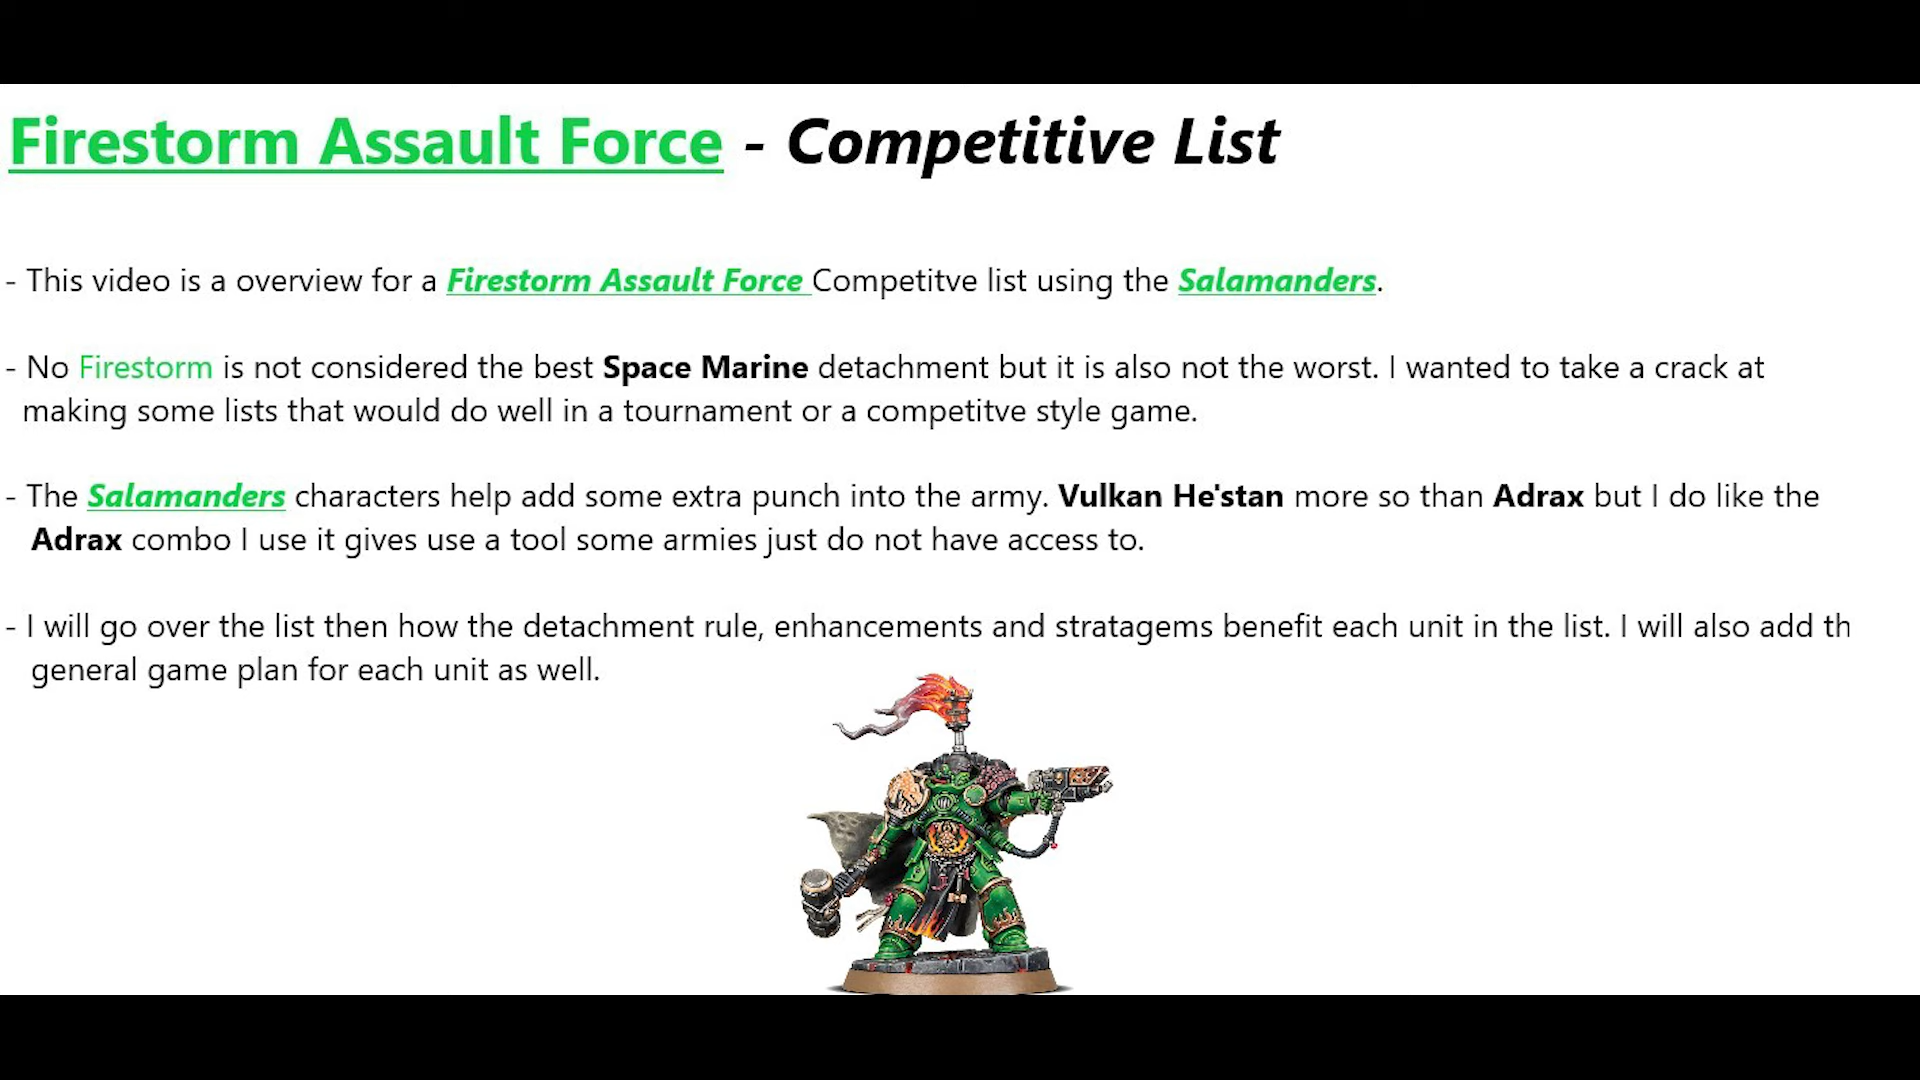 Firestorm Assault Force - Competitive List
- This video is a overview for a Firestorm Assault Force Competitve list using the Salamanders.
- No Firestorm is not considered the best Space Marine detachment but it is also not the worst. I wanted to take a crack at
making some lists that would do well in a tournament or a competitve style game.
- The Salamanders characters help add some extra punch into the army. Vulkan He'stan more so than Adrax but I do like the
Adrax combo I use it gives use a tool some armies just do not have access to.
- I will go over the list then how the detachment rule, enhancements and stratagems benefit each unit in the list. I will also add th
general game plan for each unit as well.